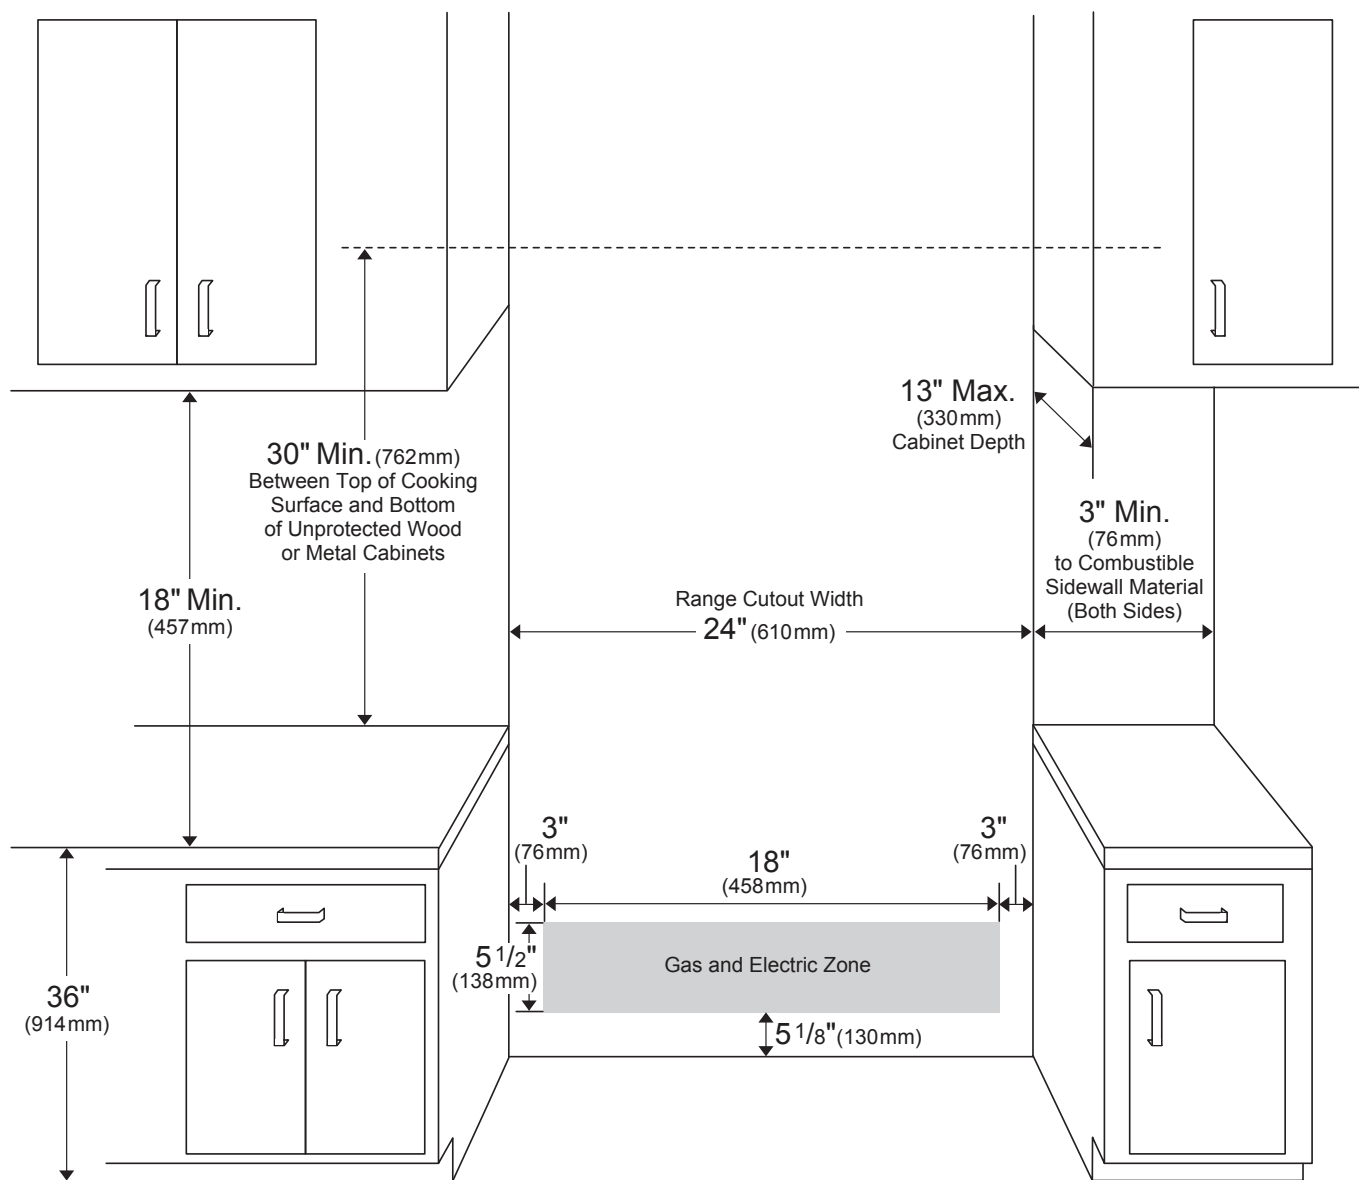 13" Max.
(330mm)
Cabinet Depth
30" Min. (762mm)
Between Top of Cooking
Surface and Bottom
of Unprotected Wood
or Metal Cabinets
3" Min.
(76mm)
to Combustible
Sidewall Material
(Both Sides)
18" Min.
(457mm)
Range Cutout Width
24" (610mm)
3"
(76mm)
18"
(458mm)
3"
(76mm)
5 1/2"
(138mm)
Gas and Electric Zone
36"
(914mm)
5 1/8" (130mm)